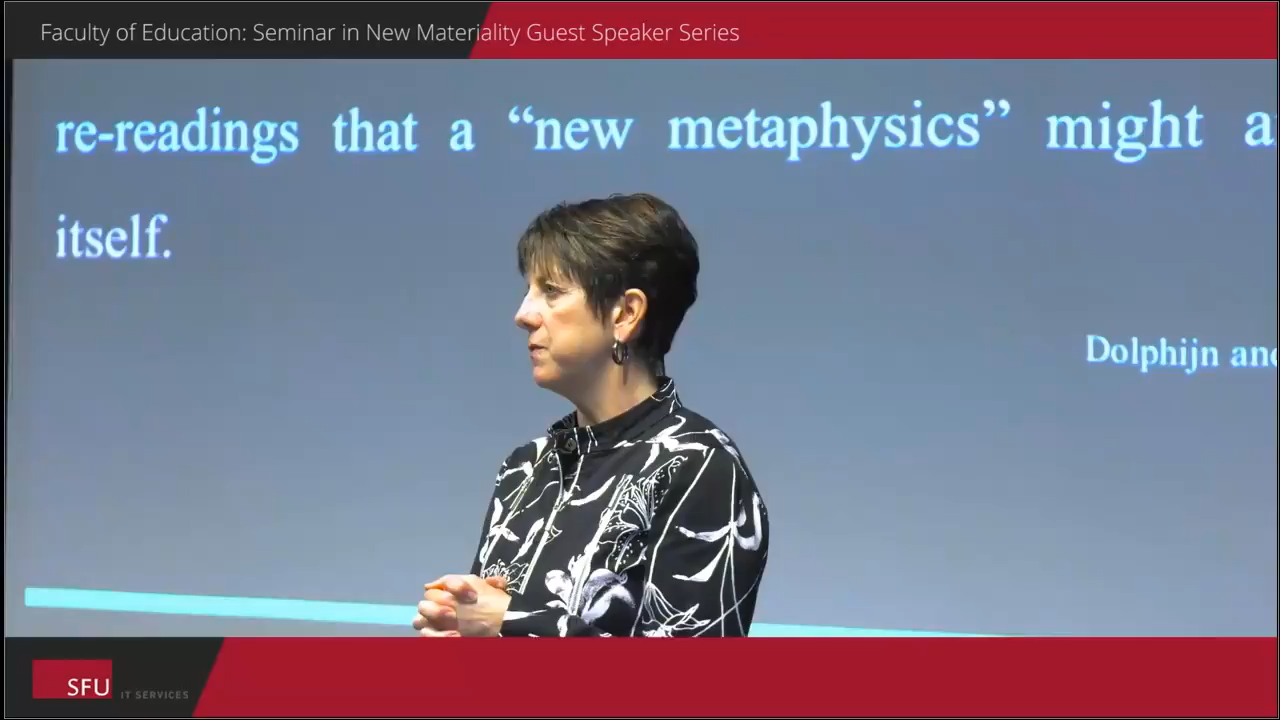 Faculty of Education: Seminar in New Materiality Guest Speaker Series
re-readings that a “new metaphysics” might
itself.
Dolphijn and
SFU IT SERVICES